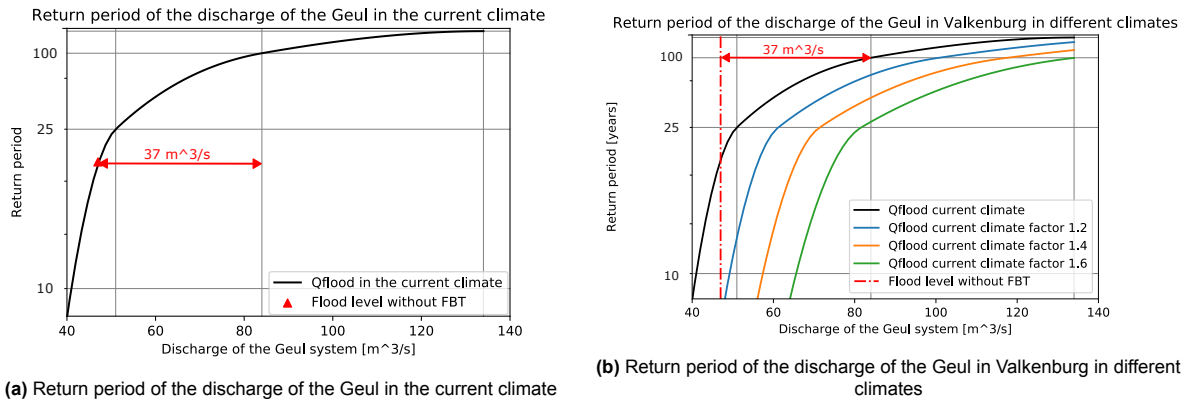 Return period of the discharge of the Geul in the current climate
100
25
10
Return period
37 m^3/s
Qflood in the current climate
Flood level without FBT
40 60 80 100 120 140
Discharge of the Geul system [m^3/s]
(a) Return period of the discharge of the Geul in the current climate
Return period of the discharge of the Geul in Valkenburg in different climates
100
25
10
Return period [years]
37 m^3/s
Qflood current climate
Qflood current climate factor 1.2
Qflood current climate factor 1.4
Qflood current climate factor 1.6
Flood level without FBT
40 60 80 100 120 140
Discharge of the Geul system [m^3/s]
(b) Return period of the discharge of the Geul in Valkenburg in different
climates